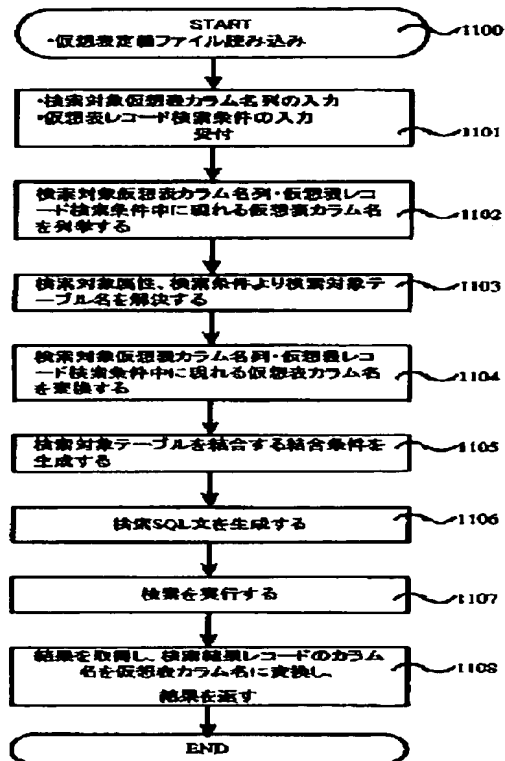 START
・仮想表定義ファイル読み込み
1100
・検索対象仮想表カラム名列の入力
・仮想表レコード検索条件の入力
受付
1101
検索対象仮想表カラム名列・仮想表レコ
ード検索条件中に現れる仮想表カラム名
を列挙する
1102
検索対象属性、検索条件より検索対象テ
ーブル名を解決する
1103
検索対象仮想表カラム名列・仮想表レコ
ード検索条件中に現れる仮想表カラム名
を変換する
1104
検索対象テーブルを結合する結合条件を
生成する
1105
検索SQL文を生成する
1106
検索を実行する
1107
結果を取得し、検索結果レコードのカラム
名を仮想表カラム名に変換し、
結果を返す
1108
END